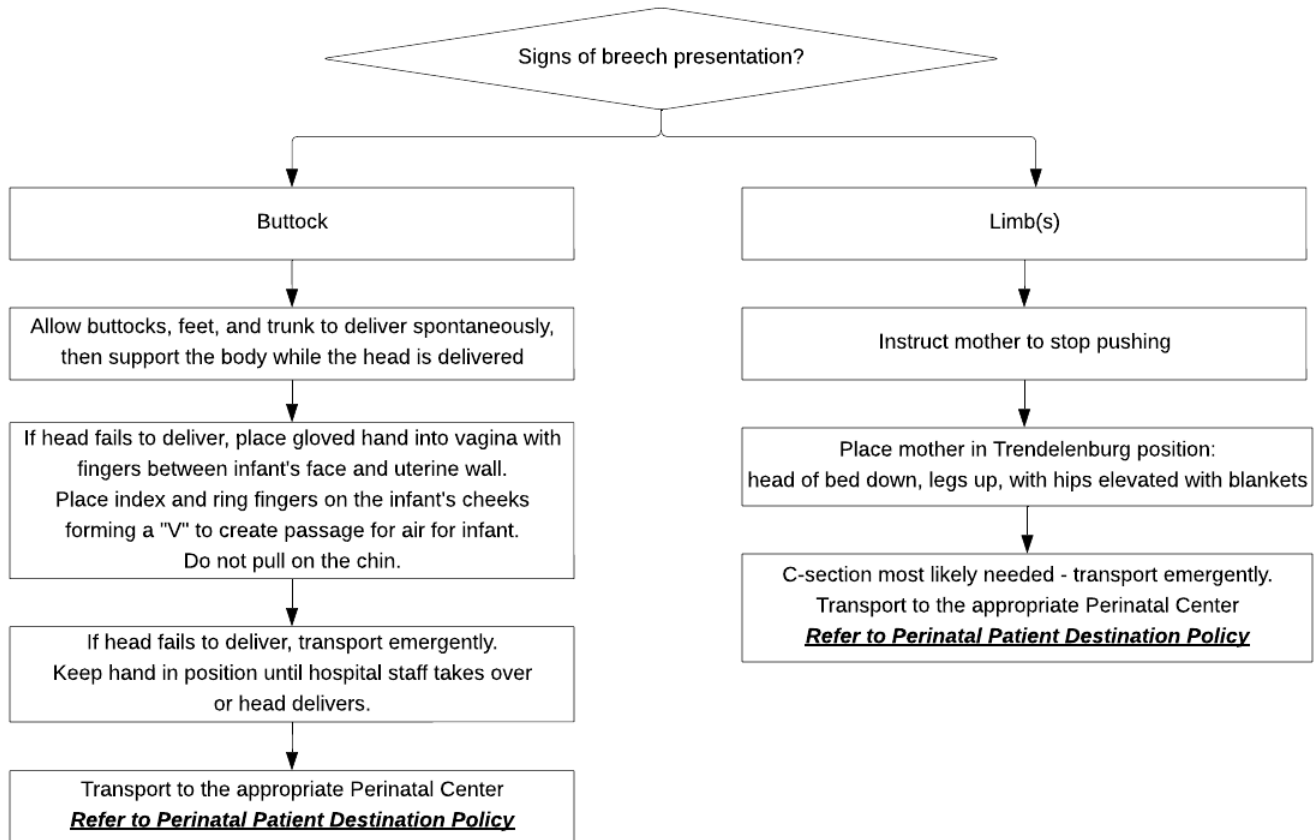 Signs of breech presentation?
Buttock
Allow buttocks, feet, and trunk to deliver spontaneously,
then support the body while the head is delivered
If head fails to deliver, place gloved hand into vagina with
fingers between infant's face and uterine wall.
Place index and ring fingers on the infant's cheeks
forming a "V" to create passage for air for infant.
Do not pull on the chin.
If head fails to deliver, transport emergently.
Keep hand in position until hospital staff takes over
or head delivers.
Transport to the appropriate Perinatal Center
Refer to Perinatal Patient Destination Policy
Limb(s)
Instruct mother to stop pushing
Place mother in Trendelenburg position:
head of bed down, legs up, with hips elevated with blankets
C-section most likely needed - transport emergently.
Transport to the appropriate Perinatal Center
Refer to Perinatal Patient Destination Policy